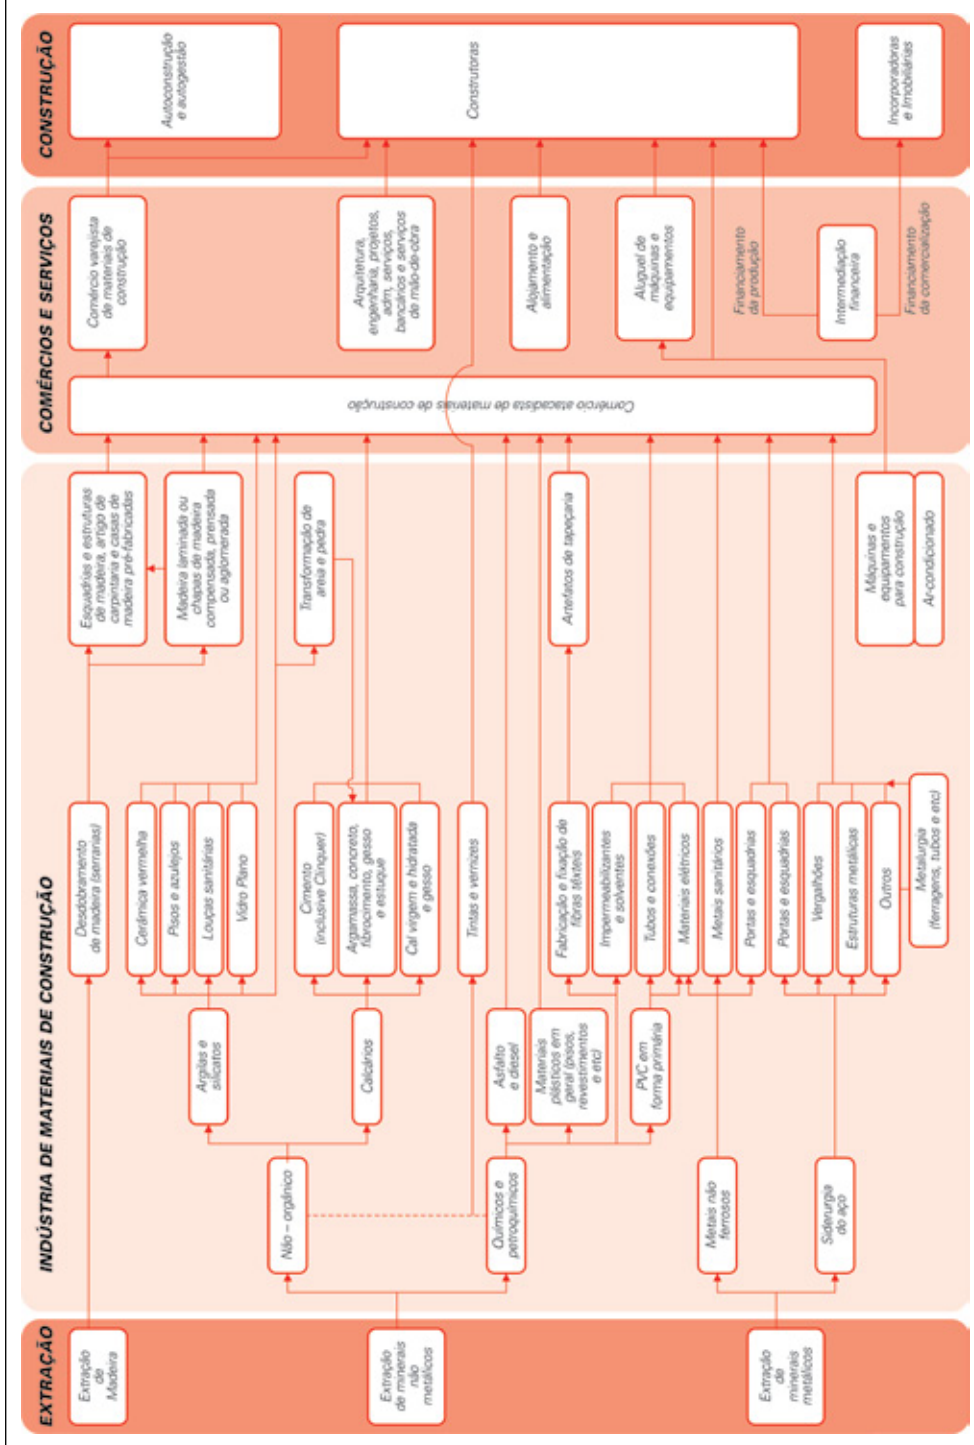 EXTRAÇÃO
Extração
de
Madeira
Extração
de minerais
não
metálicos
Extração
de
minerais
metálicos
INDÚSTRIA DE MATERIAIS DE CONSTRUÇÃO
Não – orgânico
Químicos e
petroquímicos
Metais não
ferrosos
Siderurgia
do aço
Argilas e
silicatos
Calcários
Asfalto
e diesel
Materiais
plásticos em
geral (pisos,
revestimentos
e etc)
PVC em
forma primária
Desdobramento
de madeira (serrarias)
Cerâmica vermelha
Pisos e azulejos
Louças sanitárias
Vidro Plano
Cimento
(inclusive Clinquer)
Argamassa, concreto,
fibrocimento, gesso
e estuque
Cal virgem e hidratada
e gesso
Tintas e vernizes
Fabricação e fixação de
fibras têxteis
Impermeabilizantes
e solventes
Tubos e conexões
Materiais elétricos
Metais sanitários
Portas e esquadrias
Portas e esquadrias
Vergalhões
Estruturas metáliças
Outros
Metalurgia
(ferragens, tubos e etc)
Esquadrias e estruturas
de madeira, artigo de
carpintaria e casas de
madeira pré-fabricadas
Madeira laminada ou
chapas de madeira
compensada, prensada
ou aglomerada
Transformação de
areia e pedra
Artefatos de tapeçaria
Máquinas e
equipamentos
para construção
Ar-condicionado
COMÉRCIOS E SERVIÇOS
Comércio atacadista de materiais de construção
Comércio varejista
de materiais de
construção
Arquitetura,
engenharia, projetos,
adm, serviços,
bancários e serviços
de mão-de-obra
Alojamento e
alimentação
Aluguel de
máquinas e
equipamentos
Financiamento
da produção
Intermediação
financeira
Financiamento
da comercialização
CONSTRUÇÃO
Autoconstrução
e autogestão
Construtoras
Incorporadoras
e Imobiliárias